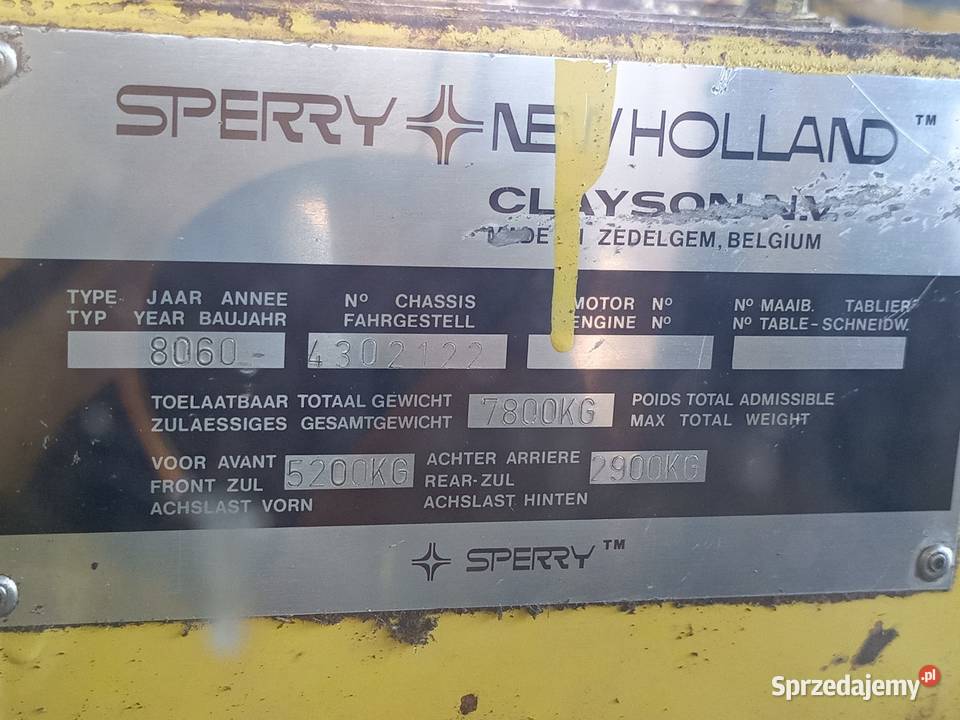 SPERRY NEW HOLLAND ™
CLAYSON N.V.
MADE IN ZEDELGEM, BELGIUM
TYPE- JAAR ANNEE
TYP YEAR BAUJAHR
8060-
Nº CHASSIS
FAHRGESTELL
4302122
MOTOR Nº
ENGINE Nº
Nº MAAIB. TABLIER
Nº TABLE-SCHNEIDW.
TOELAATBAAR TOTAAL GEWICHT
ZULAESSIGES GESAMTGEWICHT
7800KG
POIDS TOTAL ADMISSIBLE
MAX TOTAL WEIGHT
VOOR AVANT
FRONT ZUL
ACHSLAST VORN
5200KG
ACHTER ARRIERE
REAR-ZUL
ACHSLAST HINTEN
2900KG
SPERRY ™
Sprzedajemy.pl